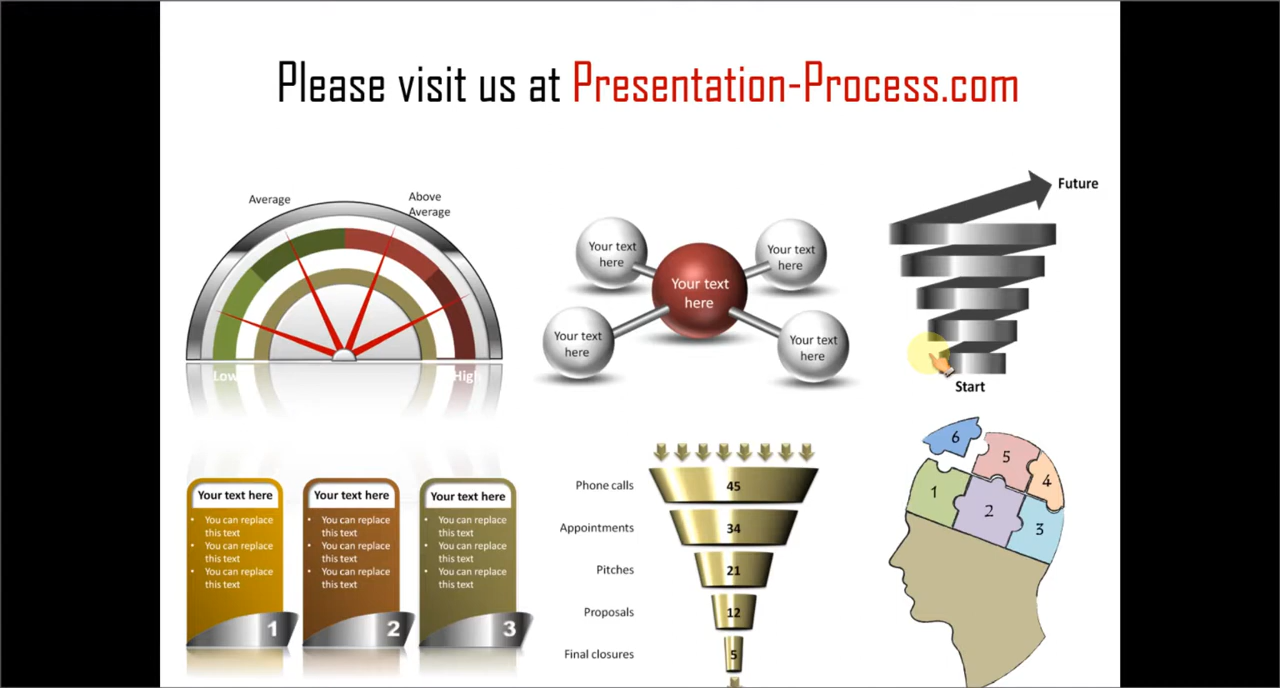 Please visit us at Presentation-Process.com
Average
Above
Average
Low
High
Your text
here
Your text
here
Your text
here
Your text
here
Your text
here
Future
Start
Your text here
• You can replace
this text
• You can replace
this text
• You can replace
this text
1
Your text here
• You can replace
this text
• You can replace
this text
• You can replace
this text
2
Your text here
• You can replace
this text
• You can replace
this text
• You can replace
this text
3
Phone calls 45
Appointments 34
Pitches 21
Proposals 12
Final closures 5
6
5
4
1
2
3